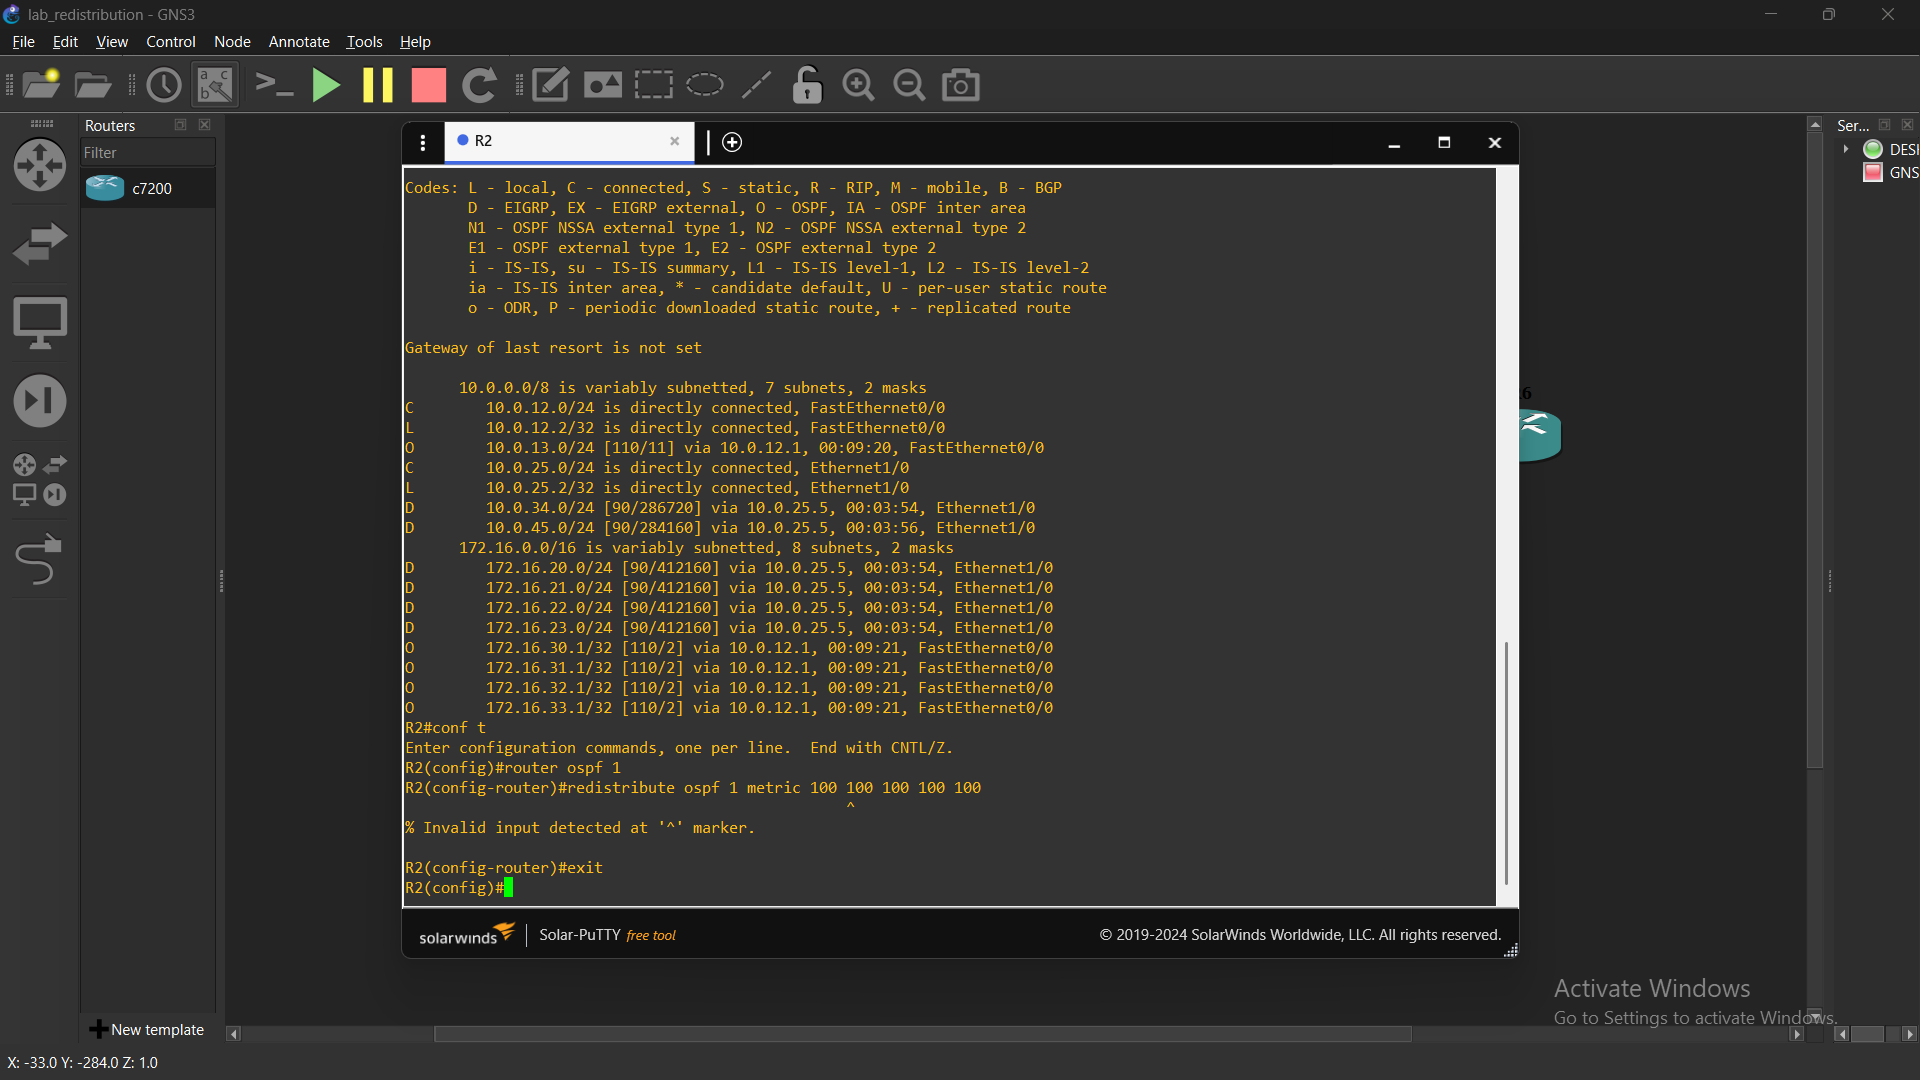 lab_redistribution - GNS3
File Edit View Control Node Annotate Tools Help
Routers
Filter
c7200
R2
Codes: L - local, C - connected, S - static, R - RIP, M - mobile, B - BGP
D - EIGRP, EX - EIGRP external, O - OSPF, IA - OSPF inter area
N1 - OSPF NSSA external type 1, N2 - OSPF NSSA external type 2
E1 - OSPF external type 1, E2 - OSPF external type 2
i - IS-IS, su - IS-IS summary, L1 - IS-IS level-1, L2 - IS-IS level-2
ia - IS-IS inter area, * - candidate default, U - per-user static route
o - ODR, P - periodic downloaded static route, + - replicated route
Gateway of last resort is not set
10.0.0.0/8 is variably subnetted, 7 subnets, 2 masks
C 10.0.12.0/24 is directly connected, FastEthernet0/0
L 10.0.12.2/32 is directly connected, FastEthernet0/0
O 10.0.13.0/24 [110/11] via 10.0.12.1, 00:09:20, FastEthernet0/0
C 10.0.25.0/24 is directly connected, Ethernet1/0
L 10.0.25.2/32 is directly connected, Ethernet1/0
D 10.0.34.0/24 [90/286720] via 10.0.25.5, 00:03:54, Ethernet1/0
D 10.0.45.0/24 [90/284160] via 10.0.25.5, 00:03:56, Ethernet1/0
172.16.0.0/16 is variably subnetted, 8 subnets, 2 masks
D 172.16.20.0/24 [90/412160] via 10.0.25.5, 00:03:54, Ethernet1/0
D 172.16.21.0/24 [90/412160] via 10.0.25.5, 00:03:54, Ethernet1/0
D 172.16.22.0/24 [90/412160] via 10.0.25.5, 00:03:54, Ethernet1/0
D 172.16.23.0/24 [90/412160] via 10.0.25.5, 00:03:54, Ethernet1/0
O 172.16.30.1/32 [110/2] via 10.0.12.1, 00:09:21, FastEthernet0/0
O 172.16.31.1/32 [110/2] via 10.0.12.1, 00:09:21, FastEthernet0/0
O 172.16.32.1/32 [110/2] via 10.0.12.1, 00:09:21, FastEthernet0/0
O 172.16.33.1/32 [110/2] via 10.0.12.1, 00:09:21, FastEthernet0/0
R2#conf t
Enter configuration commands, one per line. End with CNTL/Z.
R2(config)#router ospf 1
R2(config-router)#redistribute ospf 1 metric 100 100 100 100 100
^
% Invalid input detected at '^' marker.
R2(config-router)#exit
R2(config)#
solarwinds Solar-PuTTY free tool
© 2019-2024 SolarWinds Worldwide, LLC. All rights reserved.
6
Ser...
DESI
GNS
Activate Windows
Go to Settings to activate Windows.
New template
X: -33.0 Y: -284.0 Z: 1.0